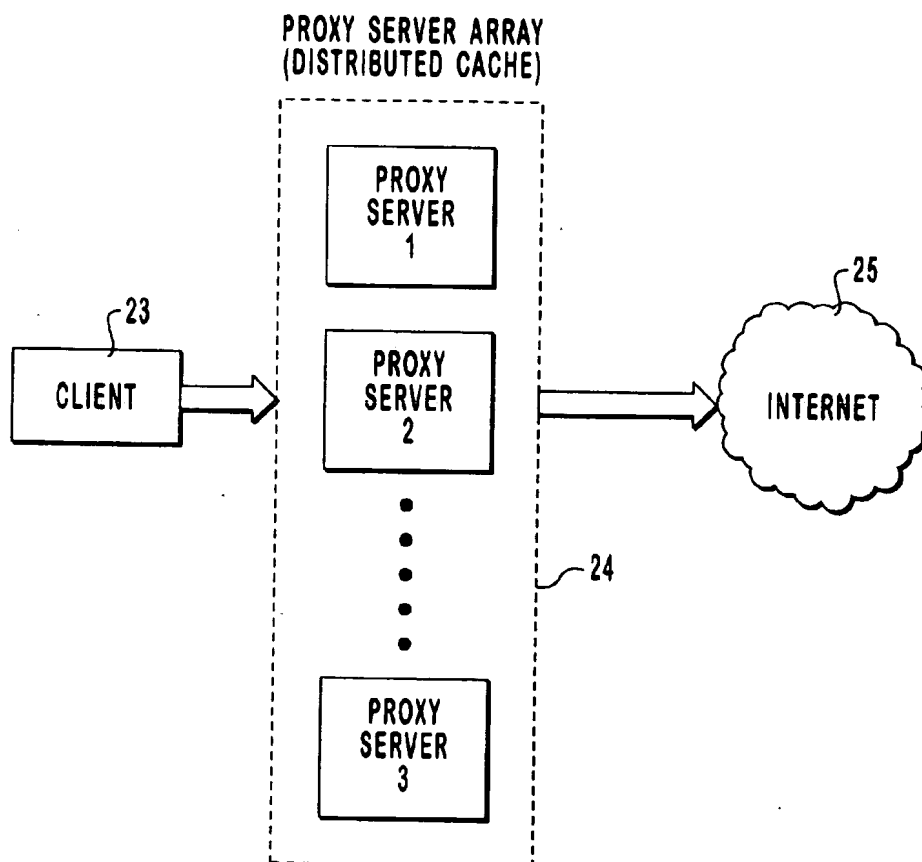 PROXY SERVER ARRAY
(DISTRIBUTED CACHE)
PROXY
SERVER
1
23
CLIENT
PROXY
SERVER
2
25
INTERNET
24
PROXY
SERVER
3